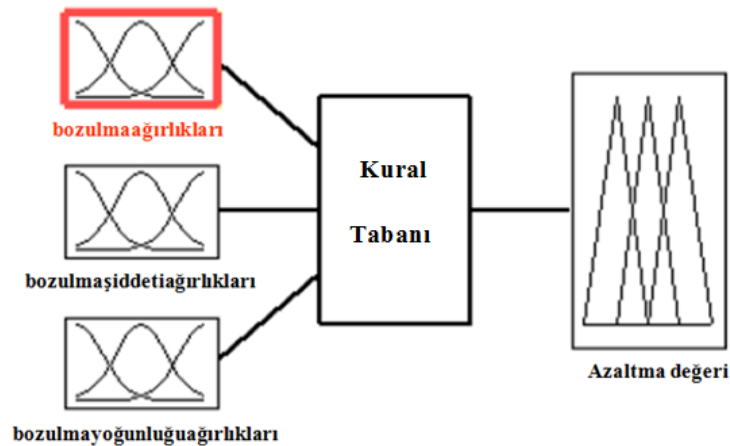 bozulmaağırlıkları
bozulmaşiddetiağırlıkları
bozulmayoğunluğuağırlıkları
Kural
Tabanı
Azaltma değeri